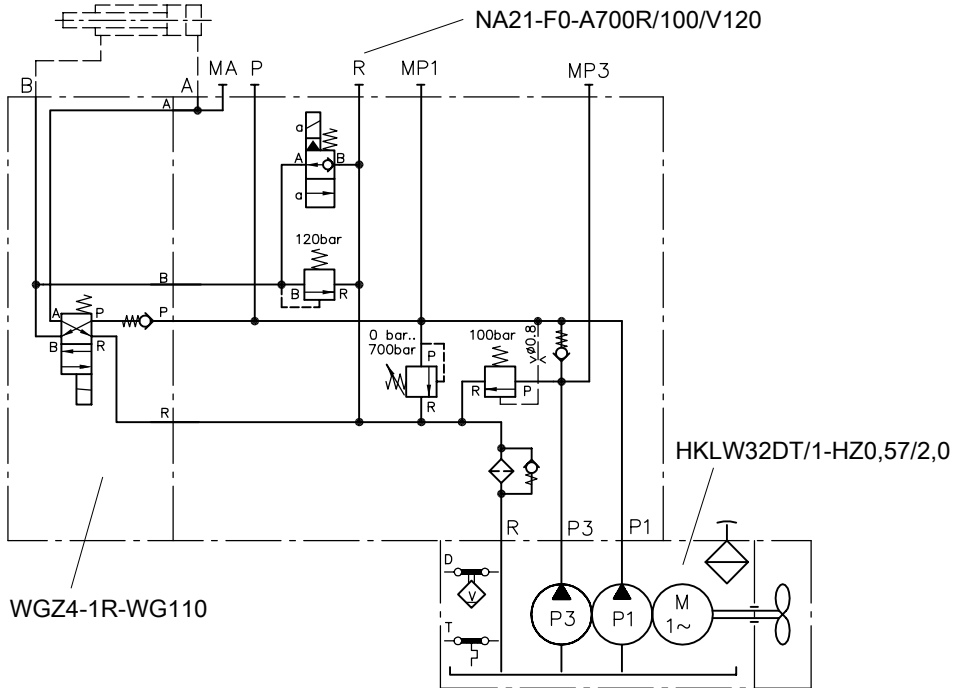 NA21-F0-A700R/100/V120
B
A
MA
P
R
MP1
MP3
A
a
A
B
a
120bar
B
B
R
A
P
B
R
P
0 bar..
700bar
P
R
100bar
R
P
ø0.8
R
HKLW32DT/1-HZ0,57/2,0
R
P3
P1
D
V
T
P3
P1
M
1~
WGZ4-1R-WG110